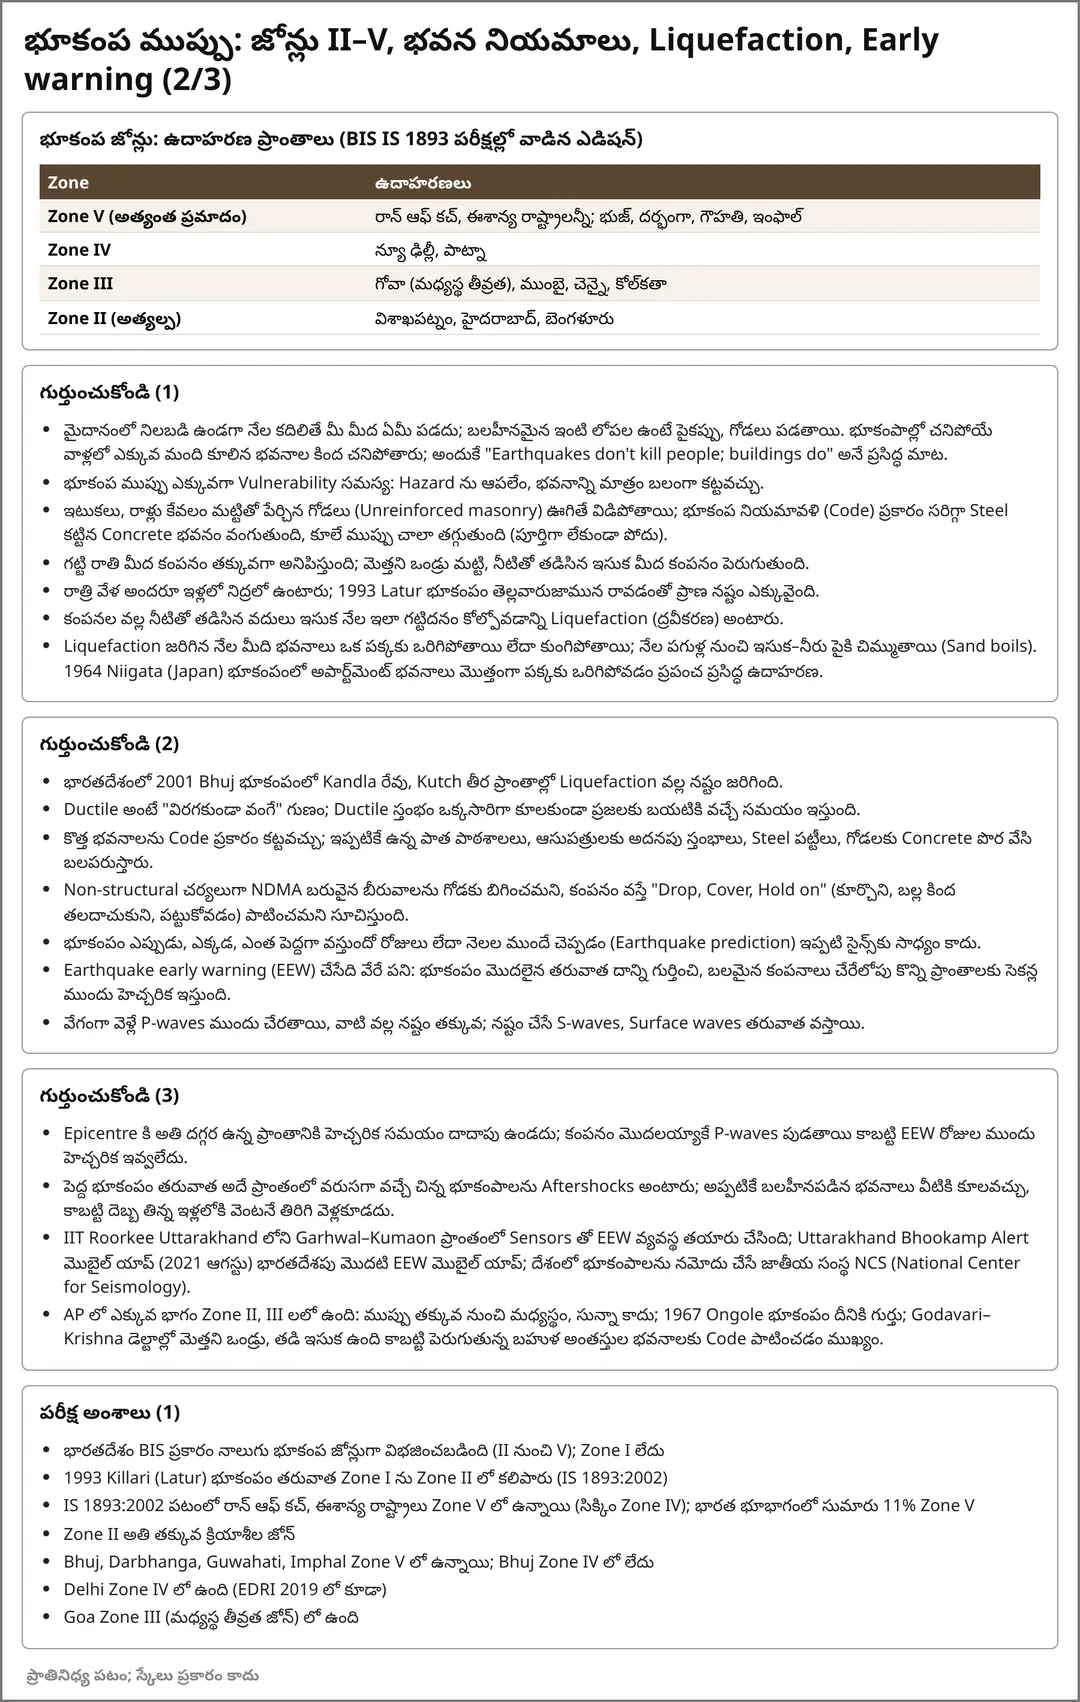 భూకంప ముప్పు: జోన్లు II–V, భవన నియమాలు, Liquefaction, Early
warning (2/3)
భూకంప జోన్లు: ఉదాహరణ ప్రాంతాలు (BIS IS 1893 పరీక్షల్లో వాడిన ఎడిషన్)
Zone ఉదాహరణలు
Zone V (అత్యంత ప్రమాదం) రాన్ ఆఫ్ కచ్, ఈశాన్య రాష్ట్రాలన్నీ; భుజ్, దర్భంగా, గౌహతి, ఇంఫాల్
Zone IV న్యూ ఢిల్లీ, పాట్నా
Zone III గోవా (మధ్యస్థ తీవ్రత), ముంబై, చెన్నై, కోల్‌కతా
Zone II (అత్యల్ప) విశాఖపట్నం, హైదరాబాద్, బెంగళూరు
గుర్తుంచుకోండి (1)
• మైదానంలో నిలబడి ఉండగా నేల కదిలితే మీ మీద ఏమీ పడదు; బలహీనమైన ఇంటి లోపల ఉంటే పైకప్పు, గోడలు పడతాయి. భూకంపాల్లో చనిపోయే
వాళ్లలో ఎక్కువ మంది కూలిన భవనాల కింద చనిపోతారు; అందుకే "Earthquakes don't kill people; buildings do" అనే ప్రసిద్ధ మాట.
• భూకంప ముప్పు ఎక్కువగా Vulnerability సమస్య: Hazard ను ఆపలేం, భవనాన్ని మాత్రం బలంగా కట్టవచ్చు.
• ఇటుకలు, రాళ్లు కేవలం మట్టితో పేర్చిన గోడలు (Unreinforced masonry) ఊగితే విడిపోతాయి; భూకంప నియమావళి (Code) ప్రకారం సరిగ్గా Steel
కట్టిన Concrete భవనం వంగుతుంది, కూలే ముప్పు చాలా తగ్గుతుంది (పూర్తిగా లేకుండా పోదు).
• గట్టి రాతి మీద కంపనం తక్కువగా అనిపిస్తుంది; మెత్తని ఒండ్రు మట్టి, నీటితో తడిసిన ఇసుక మీద కంపనం పెరుగుతుంది.
• రాత్రి వేళ అందరూ ఇళ్లలో నిద్రలో ఉంటారు; 1993 Latur భూకంపం తెల్లవారుజామున రావడంతో ప్రాణ నష్టం ఎక్కువైంది.
• కంపనల వల్ల నీటితో తడిసిన వదులు ఇసుక నేల ఇలా గట్టిదనం కోల్పోవడాన్ని Liquefaction (ద్రవీకరణ) అంటారు.
• Liquefaction జరిగిన నేల మీది భవనాలు ఒక పక్కకు ఒరిగిపోతాయి లేదా కుంగిపోతాయి; నేల పగుళ్ల నుంచి ఇసుక–నీరు పైకి చిమ్ముతాయి (Sand boils).
1964 Niigata (Japan) భూకంపంలో అపార్ట్‌మెంట్ భవనాలు మొత్తంగా పక్కకు ఒరిగిపోవడం ప్రపంచ ప్రసిద్ధ ఉదాహరణ.
గుర్తుంచుకోండి (2)
• భారతదేశంలో 2001 Bhuj భూకంపంలో Kandla రేవు, Kutch తీర ప్రాంతాల్లో Liquefaction వల్ల నష్టం జరిగింది.
• Ductile అంటే "విరగకుండా వంగే" గుణం; Ductile స్తంభం ఒక్కసారిగా కూలకుండా ప్రజలకు బయటికి వచ్చే సమయం ఇస్తుంది.
• కొత్త భవనాలను Code ప్రకారం కట్టవచ్చు; ఇప్పటికే ఉన్న పాత పాఠశాలలు, ఆసుపత్రులకు అదనపు స్తంభాలు, Steel పట్టీలు, గోడలకు Concrete పొర వేసి
బలపరుస్తారు.
• Non-structural చర్యలుగా NDMA బరువైన బీరువాలను గోడకు బిగించమని, కంపనం వస్తే "Drop, Cover, Hold on" (కూర్చొని, బల్ల కింద
తలదాచుకుని, పట్టుకోవడం) పాటించమని సూచిస్తుంది.
• భూకంపం ఎప్పుడు, ఎక్కడ, ఎంత పెద్దగా వస్తుందో రోజులు లేదా నెలల ముందే చెప్పడం (Earthquake prediction) ఇప్పటి సైన్స్‌కు సాధ్యం కాదు.
• Earthquake early warning (EEW) చేసేది వేరే పని: భూకంపం మొదలైన తరువాత దాన్ని గుర్తించి, బలమైన కంపనాలు చేరేలోపు కొన్ని ప్రాంతాలకు సెకన్ల
ముందు హెచ్చరిక ఇస్తుంది.
• వేగంగా వెళ్లే P-waves ముందు చేరతాయి, వాటి వల్ల నష్టం తక్కువ; నష్టం చేసే S-waves, Surface waves తరువాత వస్తాయి.
గుర్తుంచుకోండి (3)
• Epicentre కి అతి దగ్గర ఉన్న ప్రాంతానికి హెచ్చరిక సమయం దాదాపు ఉండదు; కంపనం మొదలయ్యాకే P-waves పుడతాయి కాబట్టి EEW రోజుల ముందు
హెచ్చరిక ఇవ్వలేదు.
• పెద్ద భూకంపం తరువాత అదే ప్రాంతంలో వరుసగా వచ్చే చిన్న భూకంపాలను Aftershocks అంటారు; అప్పటికే బలహీనపడిన భవనాలు వీటికి కూలవచ్చు,
కాబట్టి దెబ్బ తిన్న ఇళ్లలోకి వెంటనే తిరిగి వెళ్లకూడదు.
• IIT Roorkee Uttarakhand లోని Garhwal–Kumaon ప్రాంతంలో Sensors తో EEW వ్యవస్థ తయారు చేసింది; Uttarakhand Bhookamp Alert
మొబైల్ యాప్ (2021 ఆగస్టు) భారతదేశపు మొదటి EEW మొబైల్ యాప్; దేశంలో భూకంపాలను నమోదు చేసే జాతీయ సంస్థ NCS (National Center
for Seismology).
• AP లో ఎక్కువ భాగం Zone II, III లలో ఉంది: ముప్పు తక్కువ నుంచి మధ్యస్థం, సున్నా కాదు; 1967 Ongole భూకంపం దీనికి గుర్తు; Godavari–
Krishna డెల్టాల్లో మెత్తని ఒండ్రు, తడి ఇసుక ఉంది కాబట్టి పెరుగుతున్న బహుళ అంతస్తుల భవనాలకు Code పాటించడం ముఖ్యం.
పరీక్ష అంశాలు (1)
• భారతదేశం BIS ప్రకారం నాలుగు భూకంప జోన్లుగా విభజించబడింది (II నుంచి V); Zone I లేదు
• 1993 Killari (Latur) భూకంపం తరువాత Zone I ను Zone II లో కలిపారు (IS 1893:2002)
• IS 1893:2002 పటంలో రాన్ ఆఫ్ కచ్, ఈశాన్య రాష్ట్రాలు Zone V లో ఉన్నాయి (సిక్కిం Zone IV); భారత భూభాగంలో సుమారు 11% Zone V
• Zone II అతి తక్కువ క్రియాశీల జోన్
• Bhuj, Darbhanga, Guwahati, Imphal Zone V లో ఉన్నాయి; Bhuj Zone IV లో లేదు
• Delhi Zone IV లో ఉంది (EDRI 2019 లో కూడా)
• Goa Zone III (మధ్యస్థ తీవ్రత జోన్) లో ఉంది
ప్రాతినిధ్య పటం; స్కేలు ప్రకారం కాదు